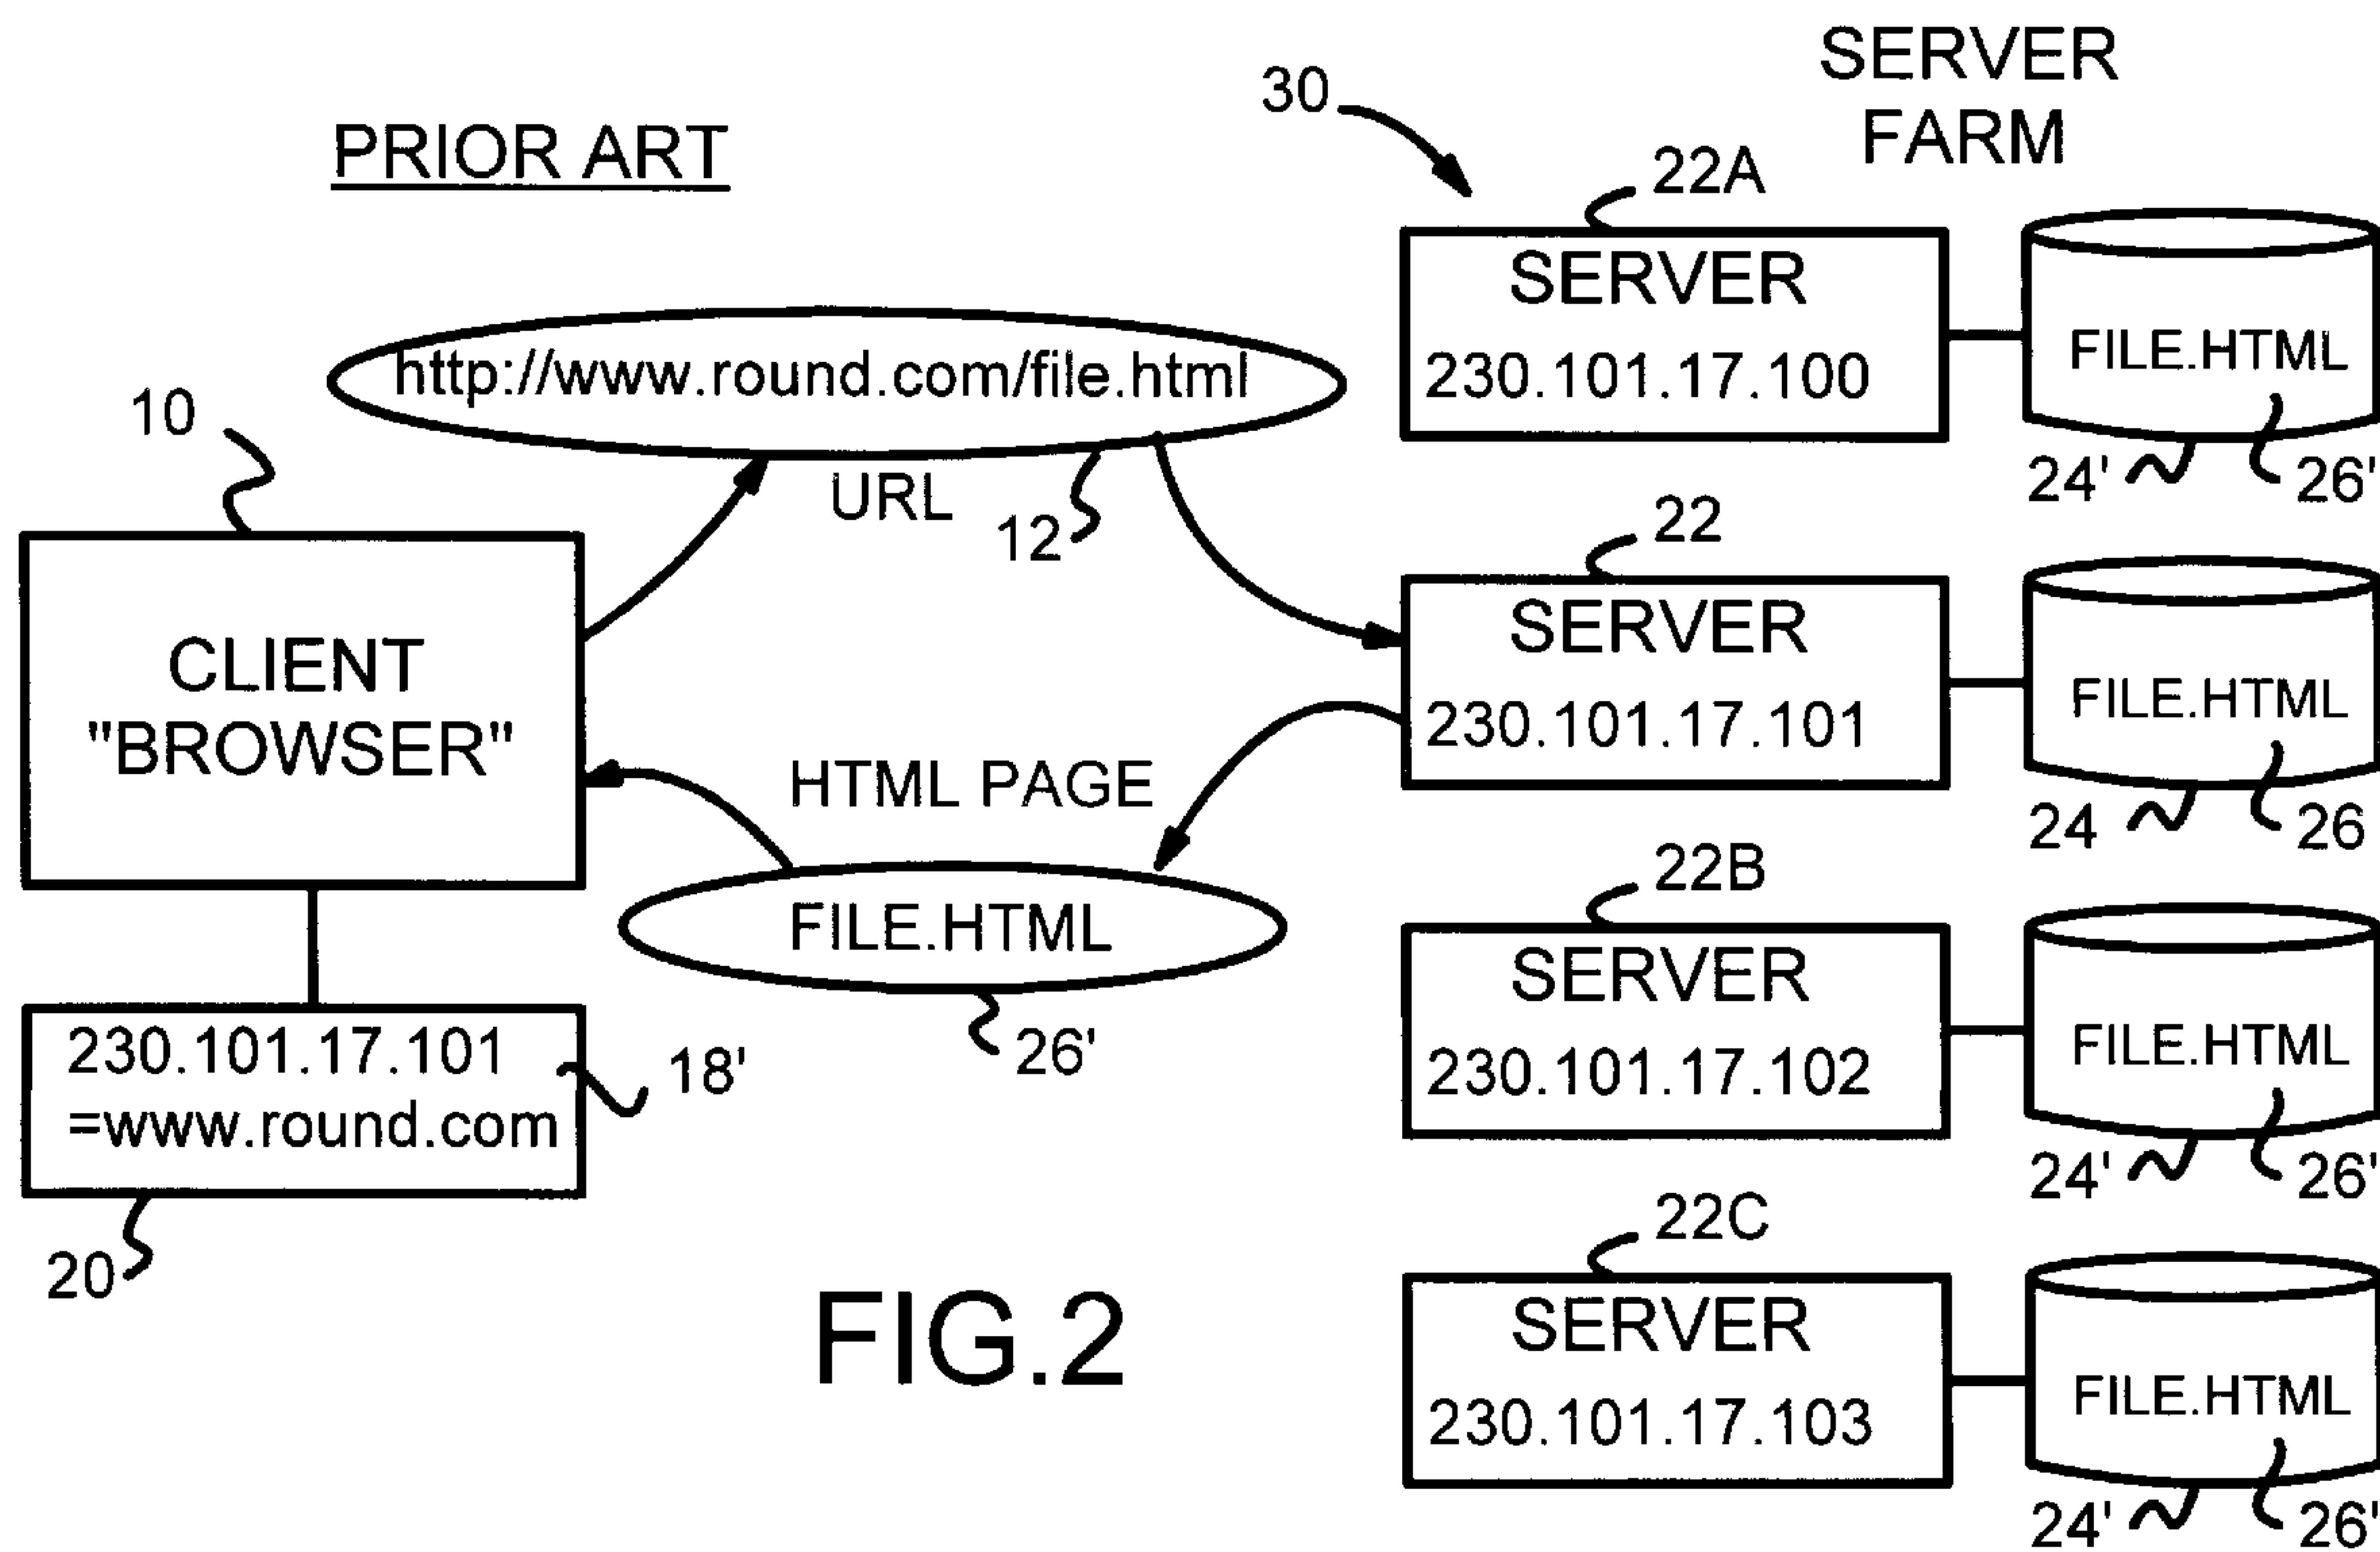 PRIOR ART
30
SERVER
FARM
22A
SERVER
230.101.17.100
FILE.HTML
24'
26'
http://www.round.com/file.html
URL
12
10
CLIENT
"BROWSER"
22
SERVER
230.101.17.101
FILE.HTML
24
26
HTML PAGE
FILE.HTML
26'
230.101.17.101
=www.round.com
18'
20
22B
SERVER
230.101.17.102
FILE.HTML
24'
26'
22C
SERVER
230.101.17.103
FILE.HTML
24'
26'
FIG.2